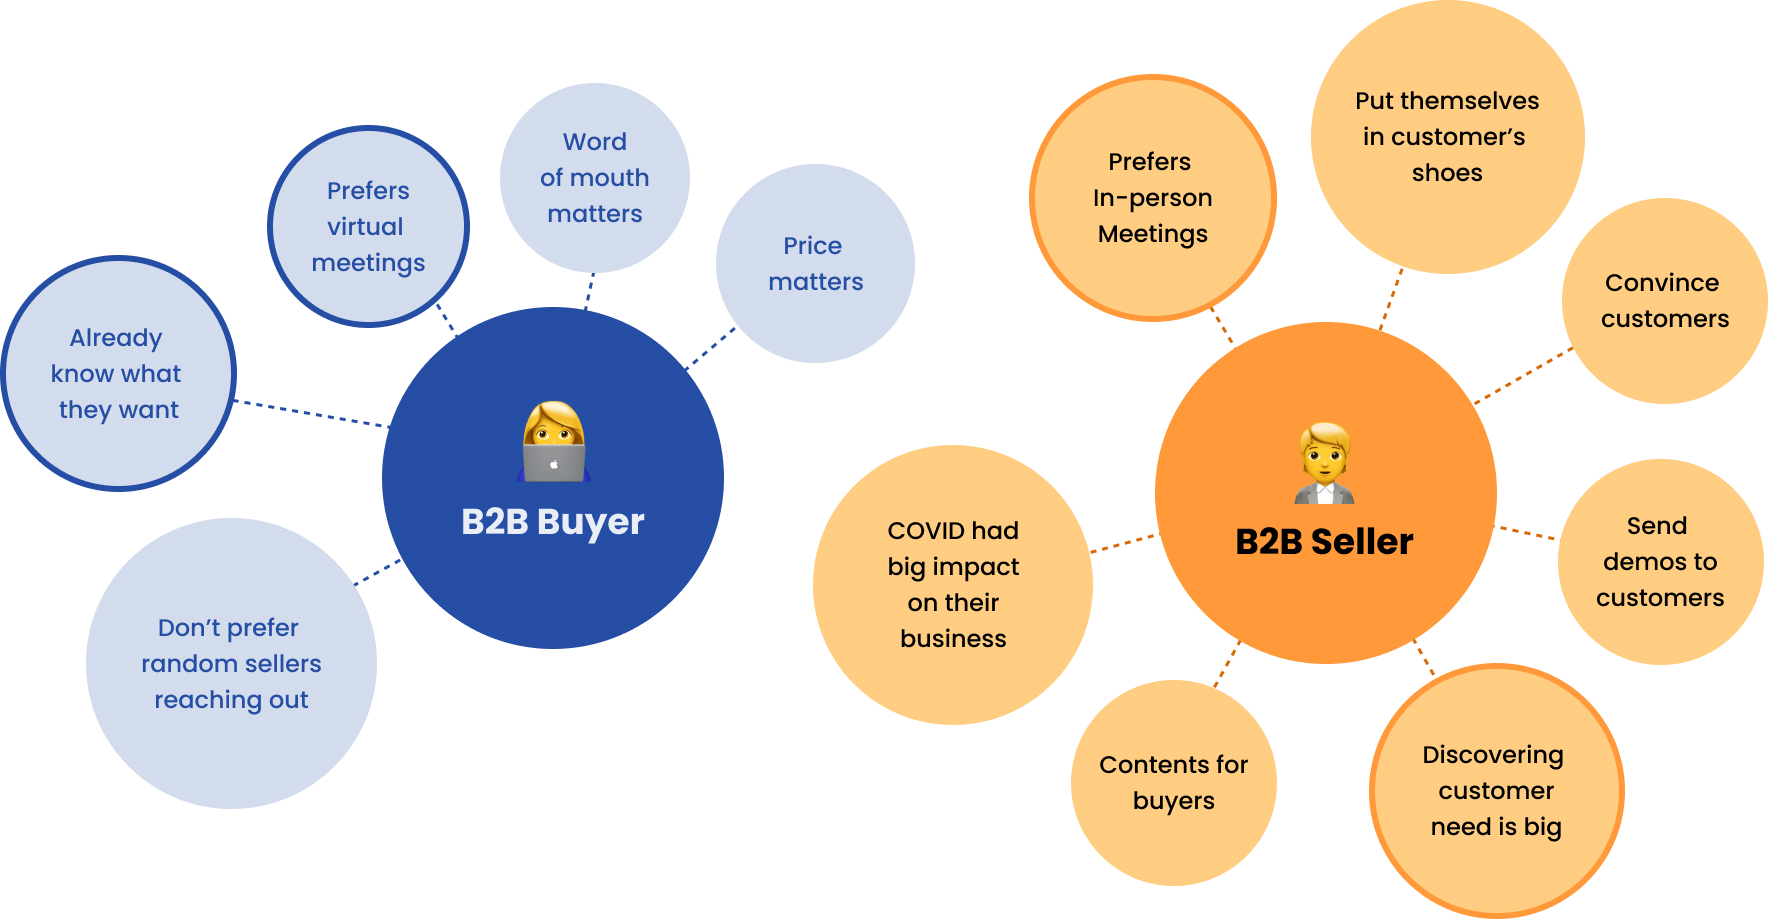 Already
know what
they want
Prefers
virtual
meetings
Word
of mouth
matters
Price
matters
B2B Buyer
Don’t prefer
random sellers
reaching out
Prefers
In-person
Meetings
Put themselves
in customer’s
shoes
Convince
customers
B2B Seller
Send
demos to
customers
COVID had
big impact
on their
business
Contents for
buyers
Discovering
customer
need is big